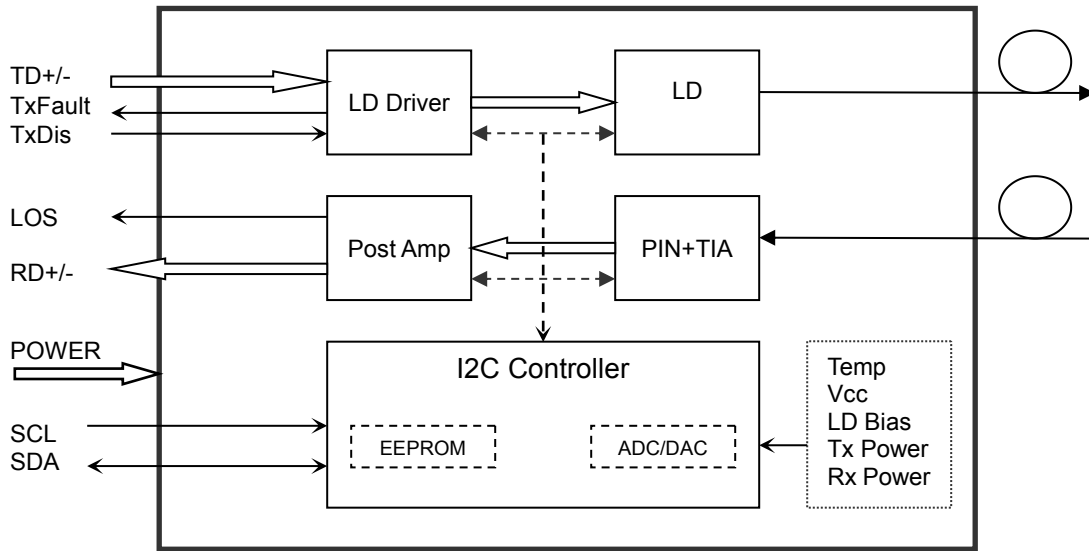 TD+/-
TxFault
TxDis
LD Driver
LD
LOS
RD+/-
Post Amp
PIN+TIA
POWER
SCL
SDA
I2C Controller
EEPROM
ADC/DAC
Temp
Vcc
LD Bias
Tx Power
Rx Power